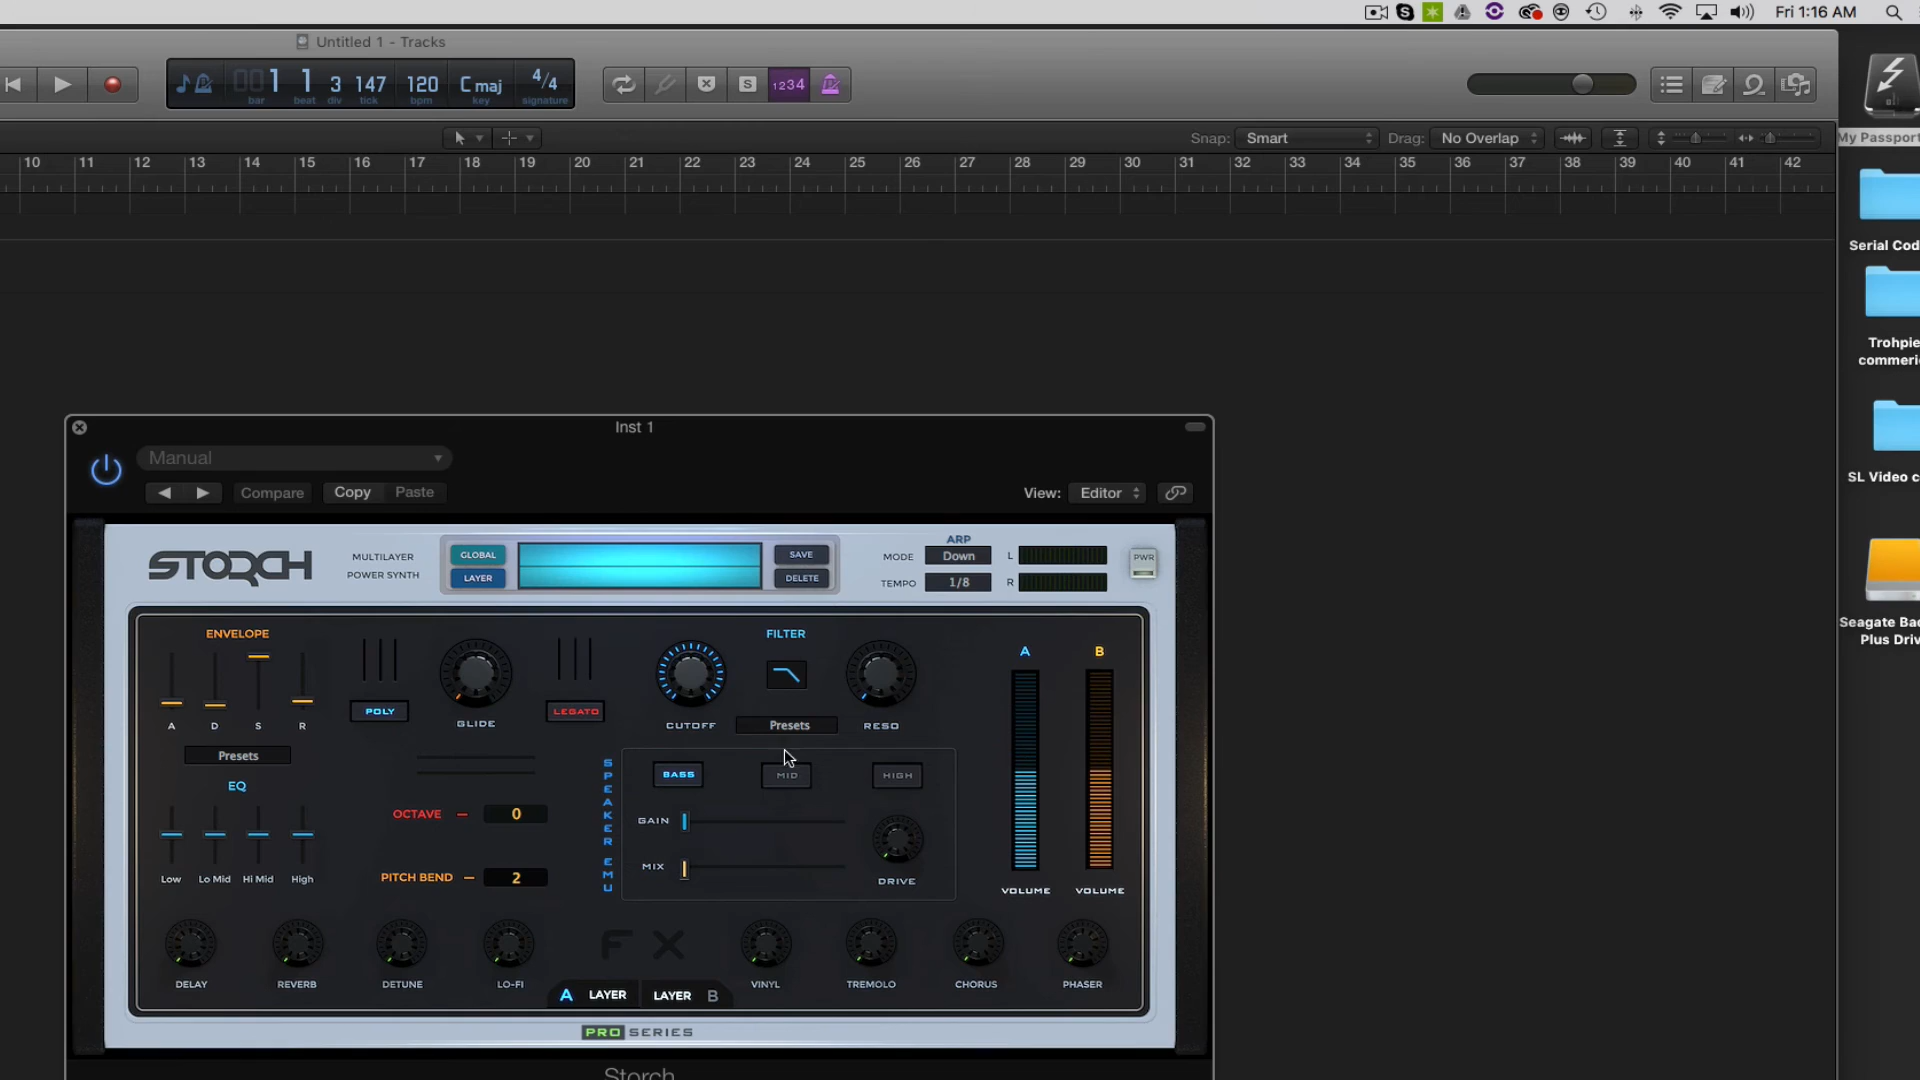 Fri 1:16 AM
Untitled 1 - Tracks
001 1 3 147 120 C maj 4/4
bar beat div tick bpm key signature
S 1234
Snap: Smart Drag: No Overlap
10 11 12 13 14 15 16 17 18 19 20 21 22 23 24 25 26 27 28 29 30 31 32 33 34 35 36 37 38 39 40 41 42
My Passport
Serial Cod
Trohpie
commeric
SL Video c
Seagate Bac
Plus Driv
Inst 1
Manual
Compare Copy Paste View: Editor
STORCH
MULTILAYER
POWER SYNTH
GLOBAL
LAYER
SAVE
DELETE
ARP
MODE Down L
TEMPO 1/8 R
PWR
ENVELOPE
A D S R
Presets
POLY
GLIDE
LEGATO
FILTER
CUTOFF
Presets
RESO
A B
EQ
Low Lo Mid Hi Mid High
OCTAVE 0
PITCH BEND 2
SPEAKER EMU
BASS MID HIGH
GAIN
MIX
DRIVE
VOLUME VOLUME
FX
DELAY REVERB DETUNE LO-FI VINYL TREMOLO CHORUS PHASER
A LAYER LAYER B
PRO SERIES
Storch